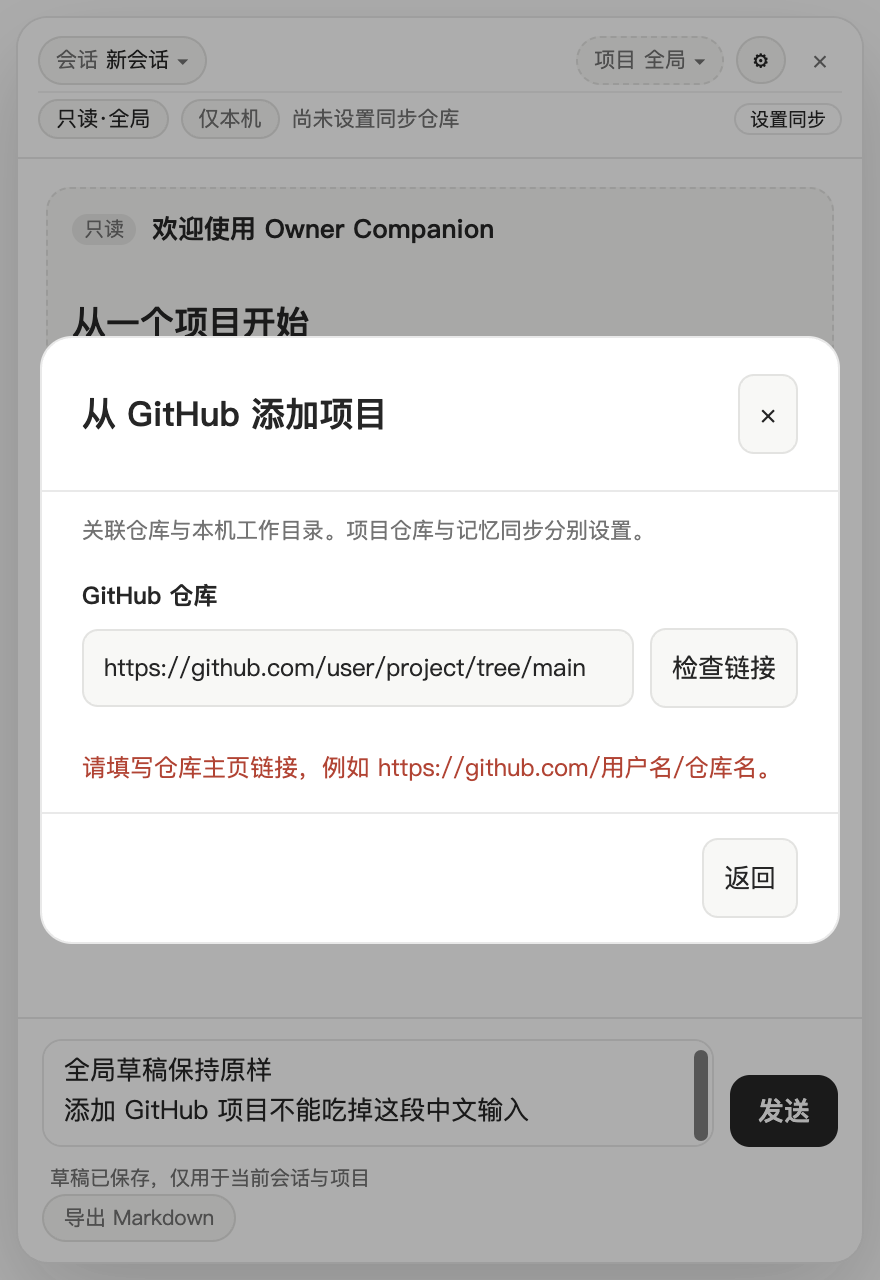 会话 新会话
项目 全局
只读·全局
仅本机
尚未设置同步仓库
设置同步
只读
欢迎使用 Owner Companion
从一个项目开始
从 GitHub 添加项目
×
关联仓库与本机工作目录。项目仓库与记忆同步分别设置。
GitHub 仓库
https://github.com/user/project/tree/main
检查链接
请填写仓库主页链接，例如 https://github.com/用户名/仓库名。
返回
全局草稿保持原样
添加 GitHub 项目不能吃掉这段中文输入
发送
草稿已保存，仅用于当前会话与项目
导出 Markdown